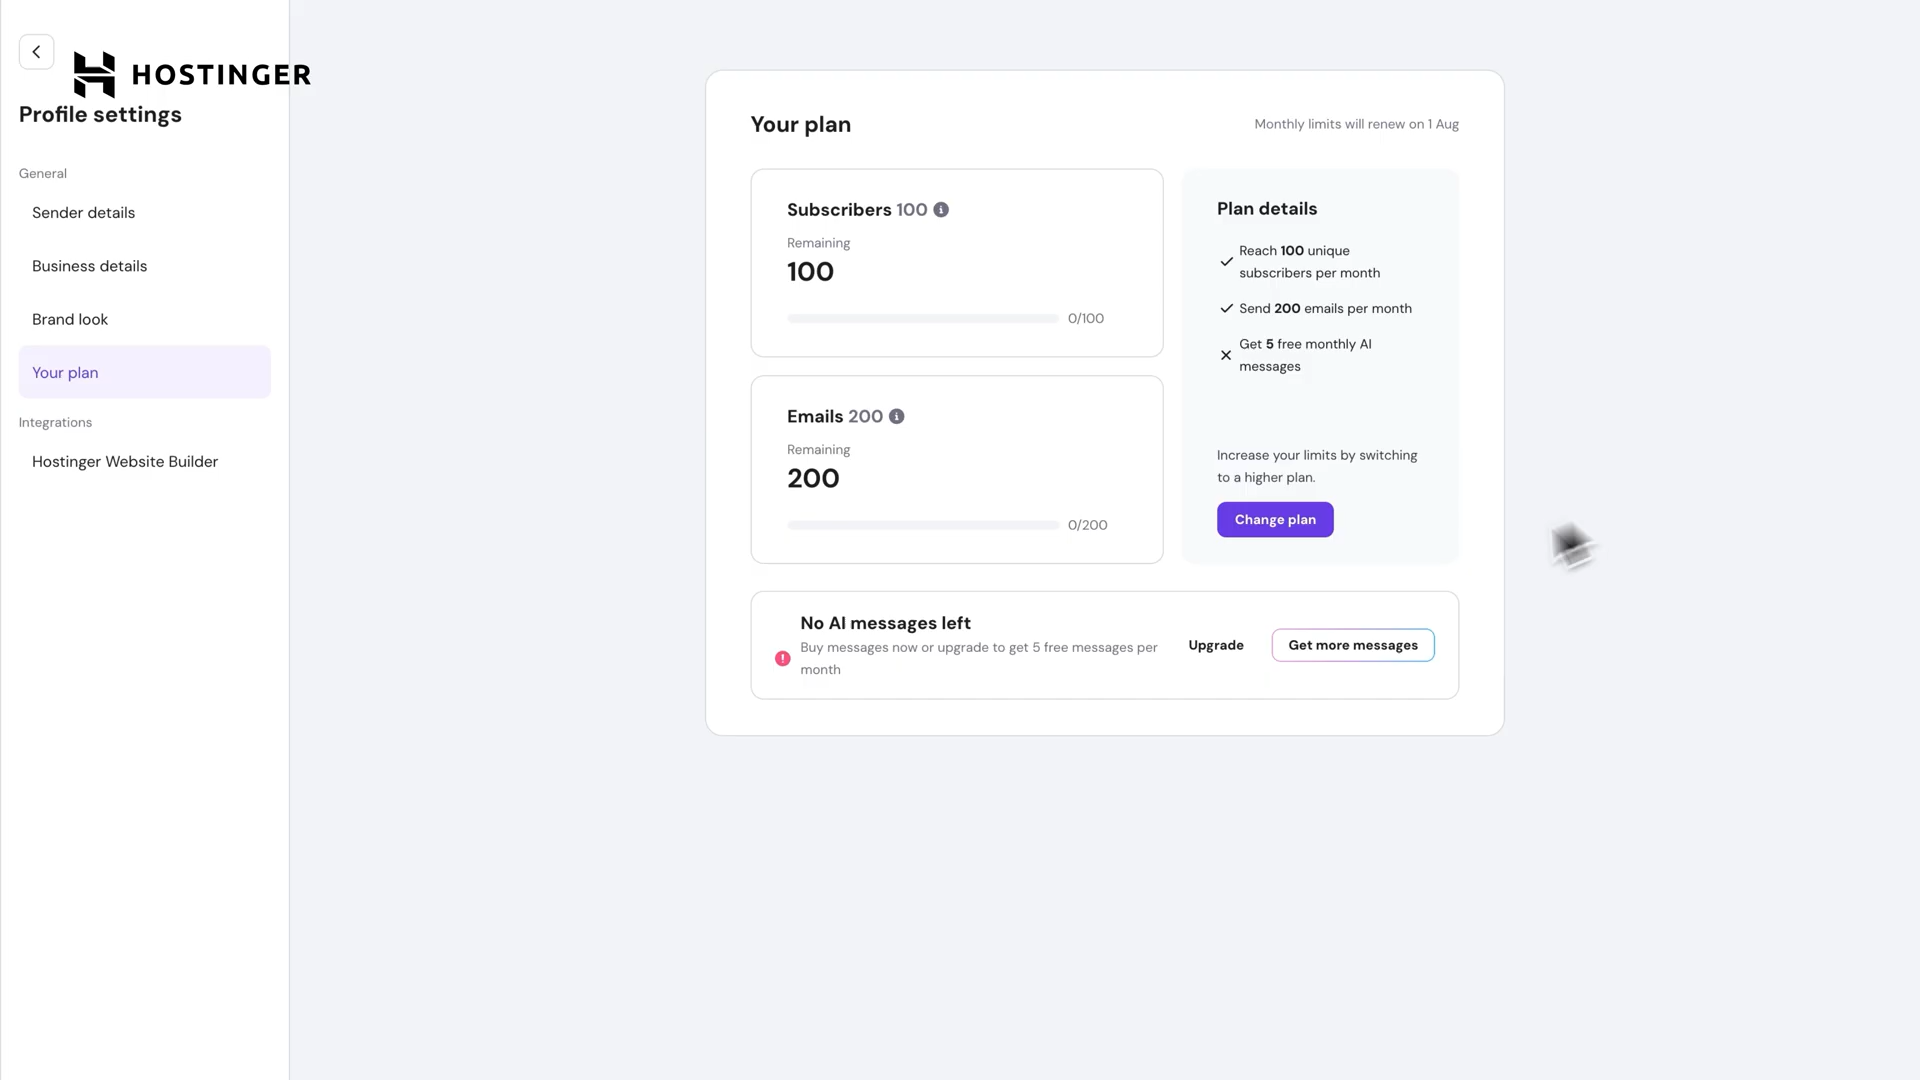 HOSTINGER
Profile settings
General
Sender details
Business details
Brand look
Your plan
Integrations
Hostinger Website Builder
Your plan
Monthly limits will renew on 1 Aug
Subscribers 100
Remaining
100
0/100
Emails 200
Remaining
200
0/200
Plan details
Reach 100 unique
subscribers per month
Send 200 emails per month
Get 5 free monthly AI
messages
Increase your limits by switching
to a higher plan.
Change plan
No AI messages left
Buy messages now or upgrade to get 5 free messages per
month
Upgrade
Get more messages